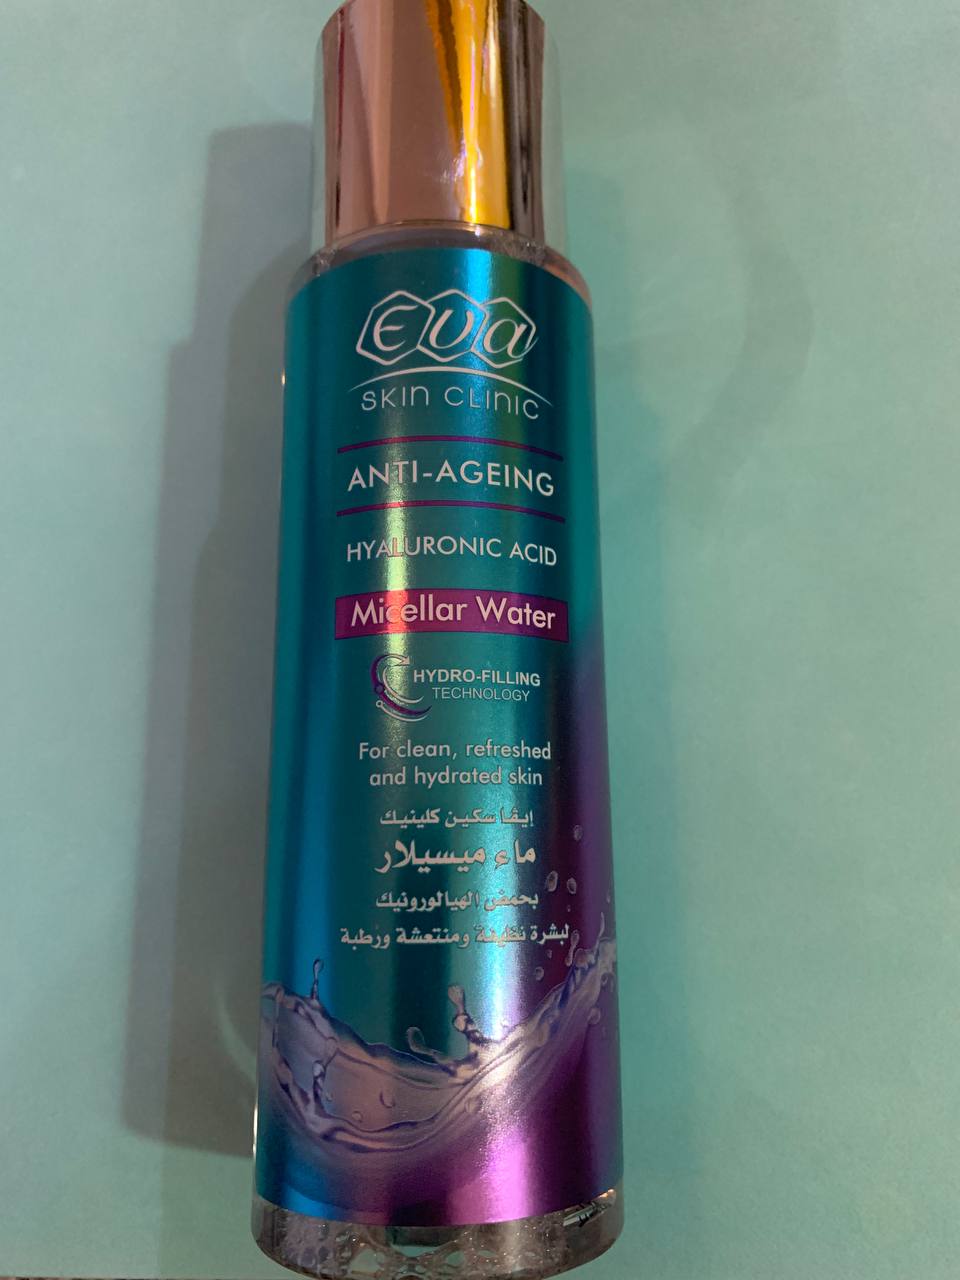 Eva
SKIN CLINIC
ANTI-AGEING
HYALURONIC ACID
Micellar Water
HYDRO-FILLING
TECHNOLOGY
For clean, refreshed
and hydrated skin
إيڤا سكين كلينيك
ماء ميسيلار
بحمض الهيالورونيك
لبشرة نظيفة ومنتعشة ورطبة